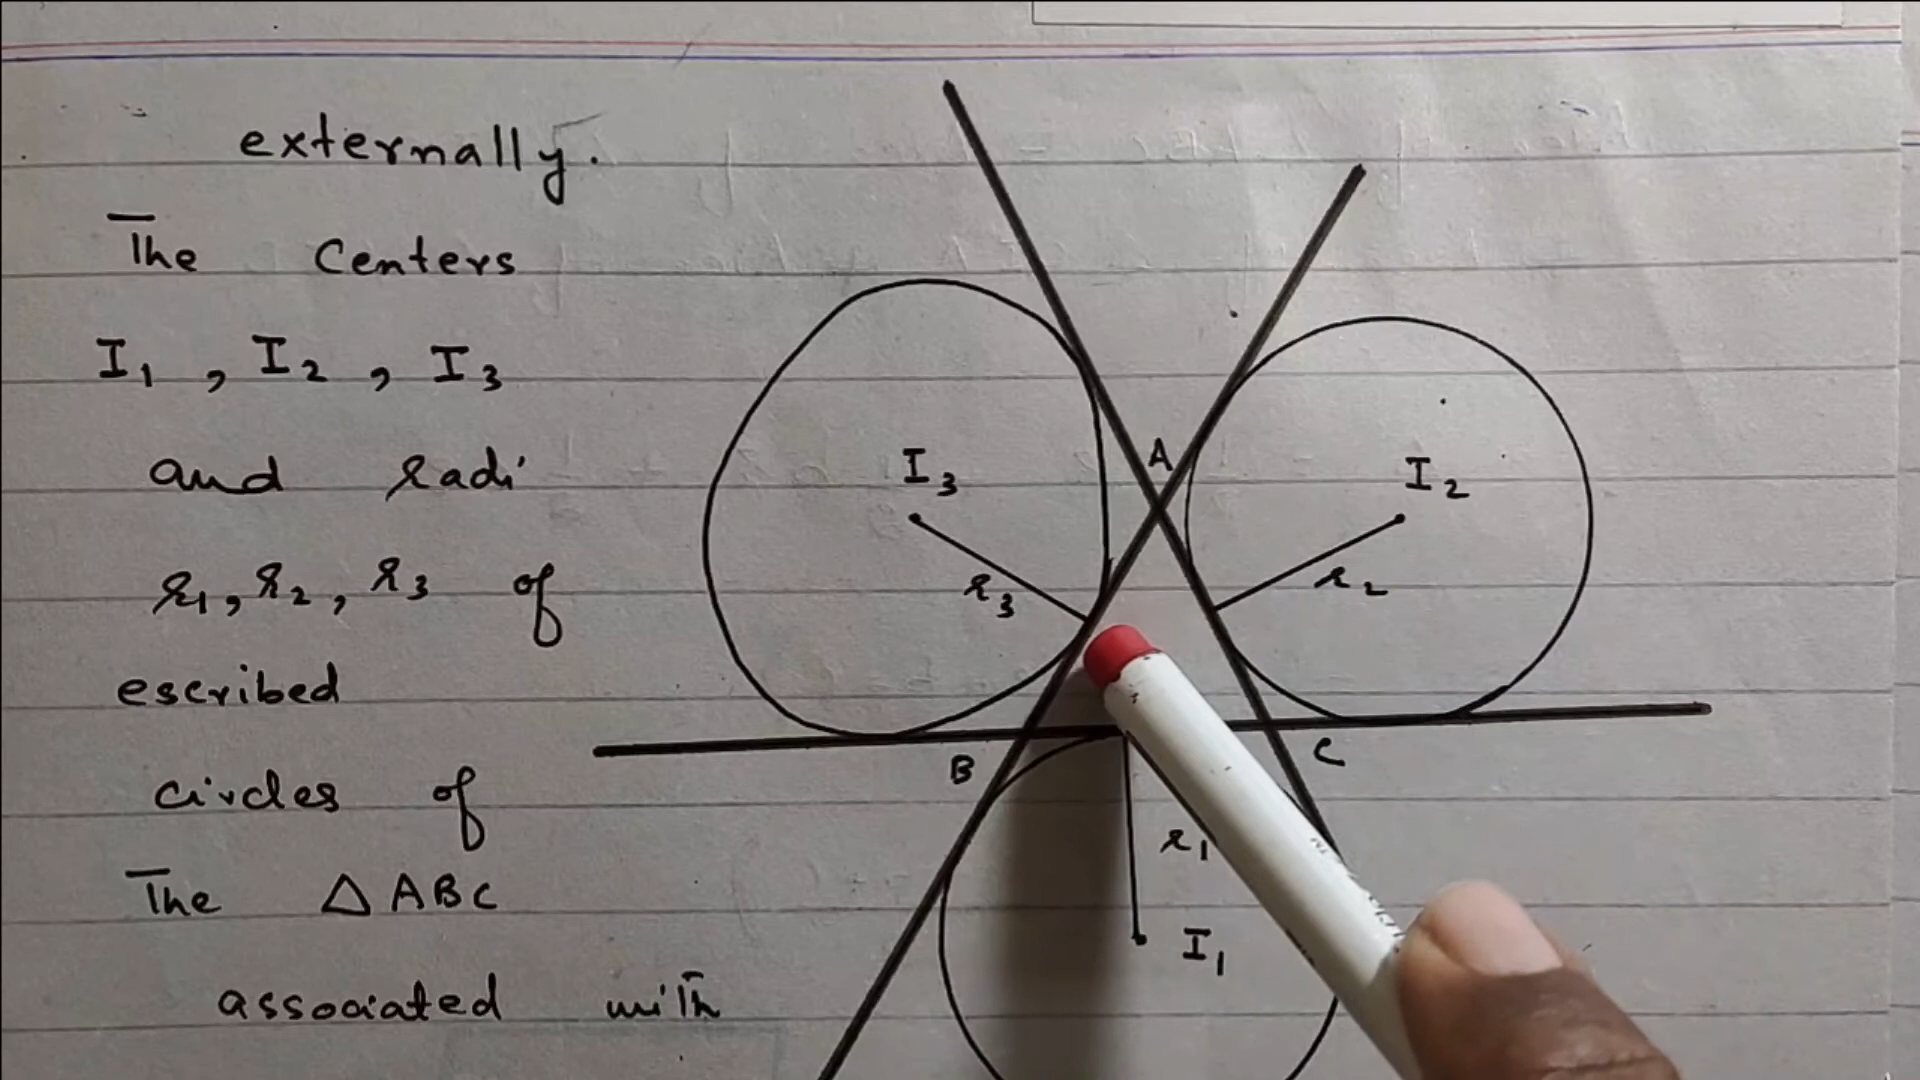 externally.
The Centers
I1, I2, I3
and radi
r1, r2, r3 of
escribed
circles of
The △ABC
associated with
A
I3
I2
r3
r2
B
C
r1
I1